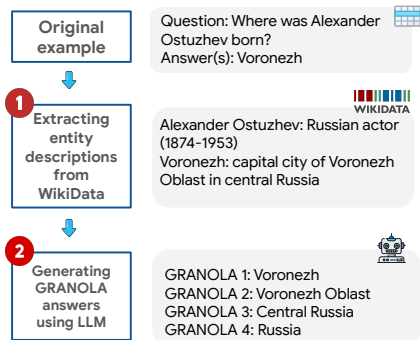 Original
example
Question: Where was Alexander
Ostuzhev born?
Answer(s): Voronezh
1
Extracting
entity
descriptions
from
WikiData
WIKIDATA
Alexander Ostuzhev: Russian actor
(1874-1953)
Voronezh: capital city of Voronezh
Oblast in central Russia
2
Generating
GRANOLA
answers
using LLM
GRANOLA 1: Voronezh
GRANOLA 2: Voronezh Oblast
GRANOLA 3: Central Russia
GRANOLA 4: Russia